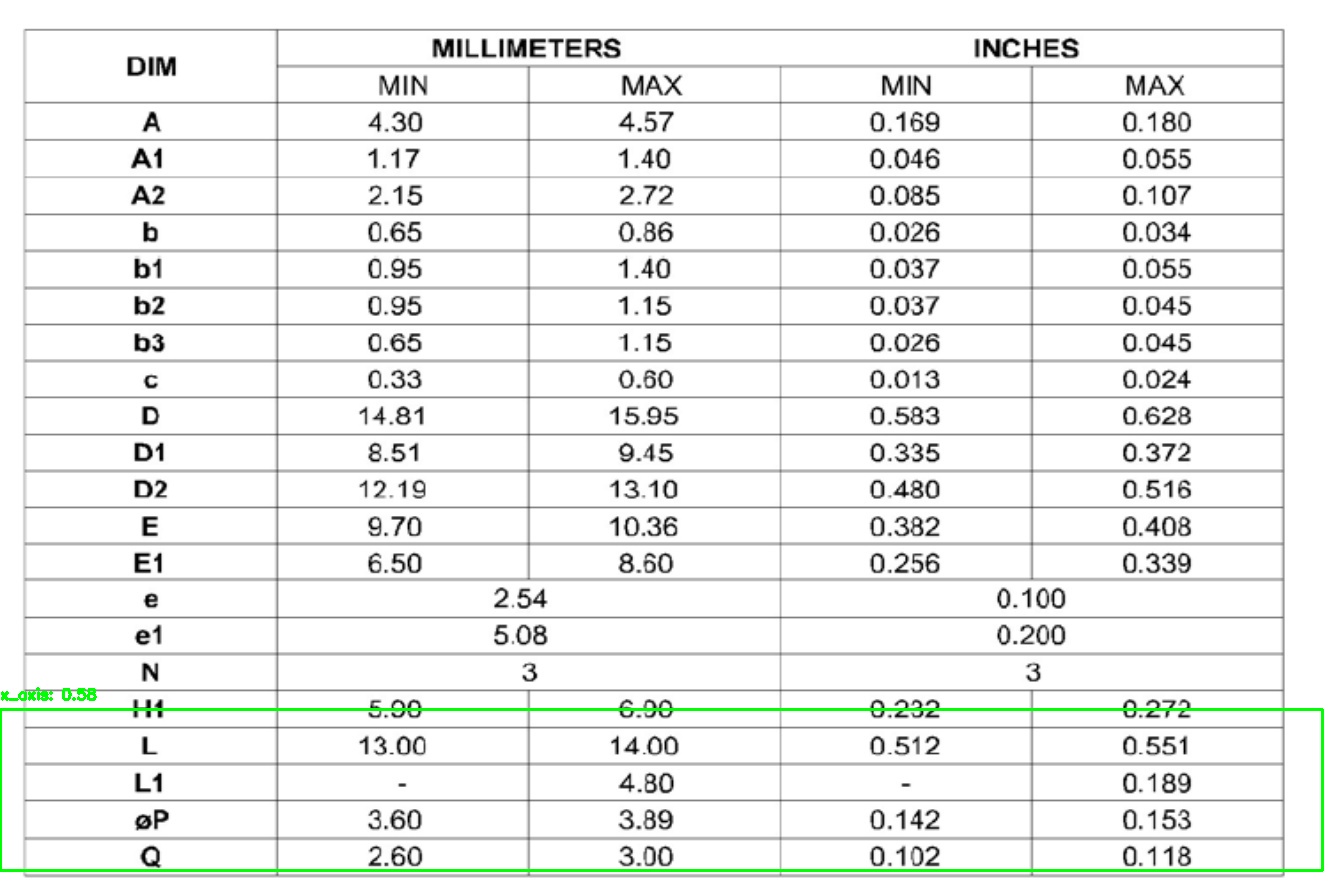 DIM MILLIMETERS INCHES
MIN MAX MIN MAX
A 4.30 4.57 0.169 0.180
A1 1.17 1.40 0.046 0.055
A2 2.15 2.72 0.085 0.107
b 0.65 0.86 0.026 0.034
b1 0.95 1.40 0.037 0.055
b2 0.95 1.15 0.037 0.045
b3 0.65 1.15 0.026 0.045
c 0.33 0.60 0.013 0.024
D 14.81 15.95 0.583 0.628
D1 8.51 9.45 0.335 0.372
D2 12.19 13.10 0.480 0.516
E 9.70 10.36 0.382 0.408
E1 6.50 8.60 0.256 0.339
e 2.54 0.100
e1 5.08 0.200
N 3 3
x_axis: 0.58
H1 5.90 6.90 0.232 0.272
L 13.00 14.00 0.512 0.551
L1 - 4.80 - 0.189
øP 3.60 3.89 0.142 0.153
Q 2.60 3.00 0.102 0.118